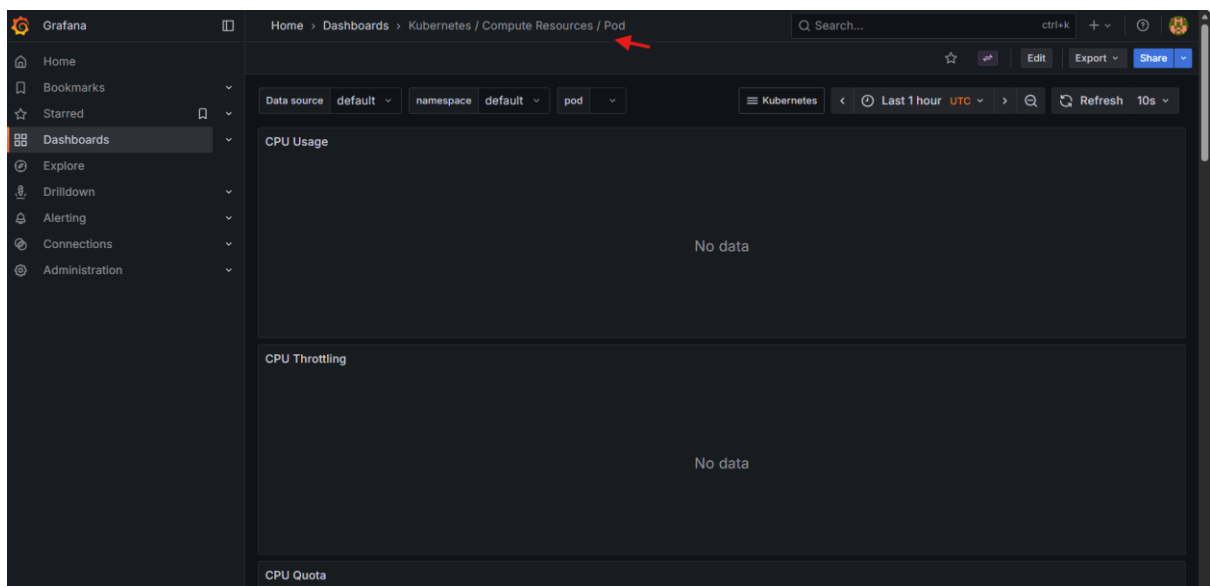 Grafana
Home › Dashboards › Kubernetes / Compute Resources / Pod
Search...
ctrl+k
Home
Bookmarks
Starred
Dashboards
Explore
Drilldown
Alerting
Connections
Administration
Edit
Export
Share
Data source default
namespace default
pod
Kubernetes
Last 1 hour UTC
Refresh 10s
CPU Usage
No data
CPU Throttling
No data
CPU Quota